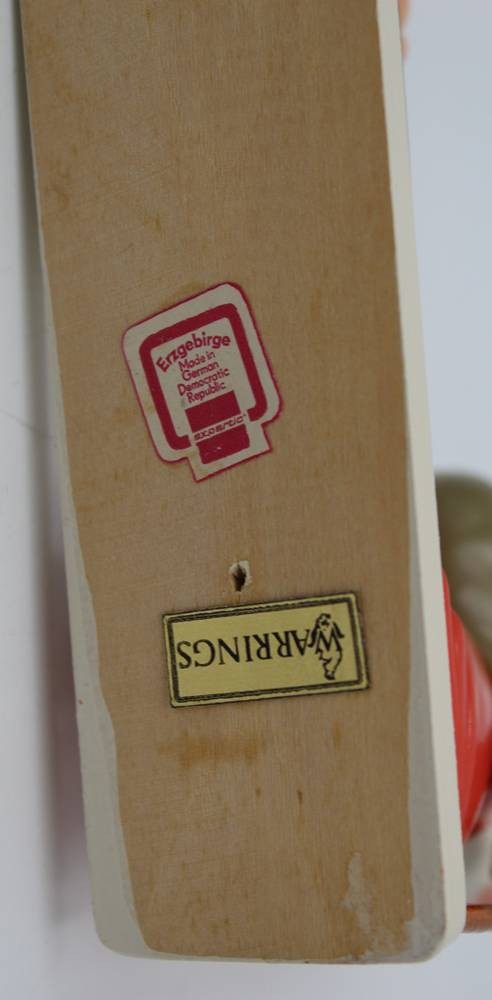 Erzgebirge
Made in
German
Democratic
Republic
expertic
WARRINGS